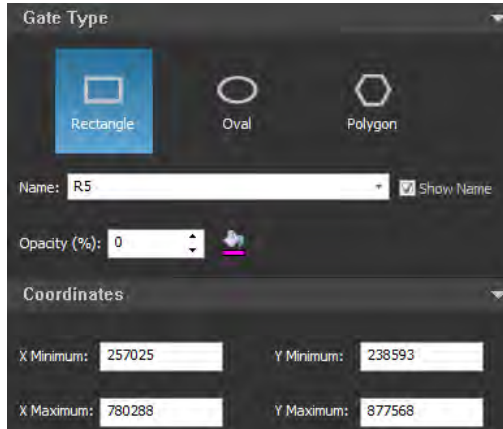 Gate Type
Rectangle Oval Polygon
Name: R5 Show Name
Opacity (%): 0
Coordinates
X Minimum: 257025 Y Minimum: 238593
X Maximum: 780288 Y Maximum: 877568